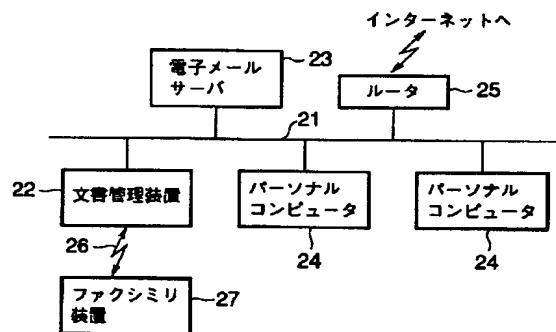 インターネットへ
電子メール
サーバ
23
ルータ
25
21
22
文書管理装置
パーソナル
コンピュータ
24
パーソナル
コンピュータ
24
26
ファクシミリ
装置
27